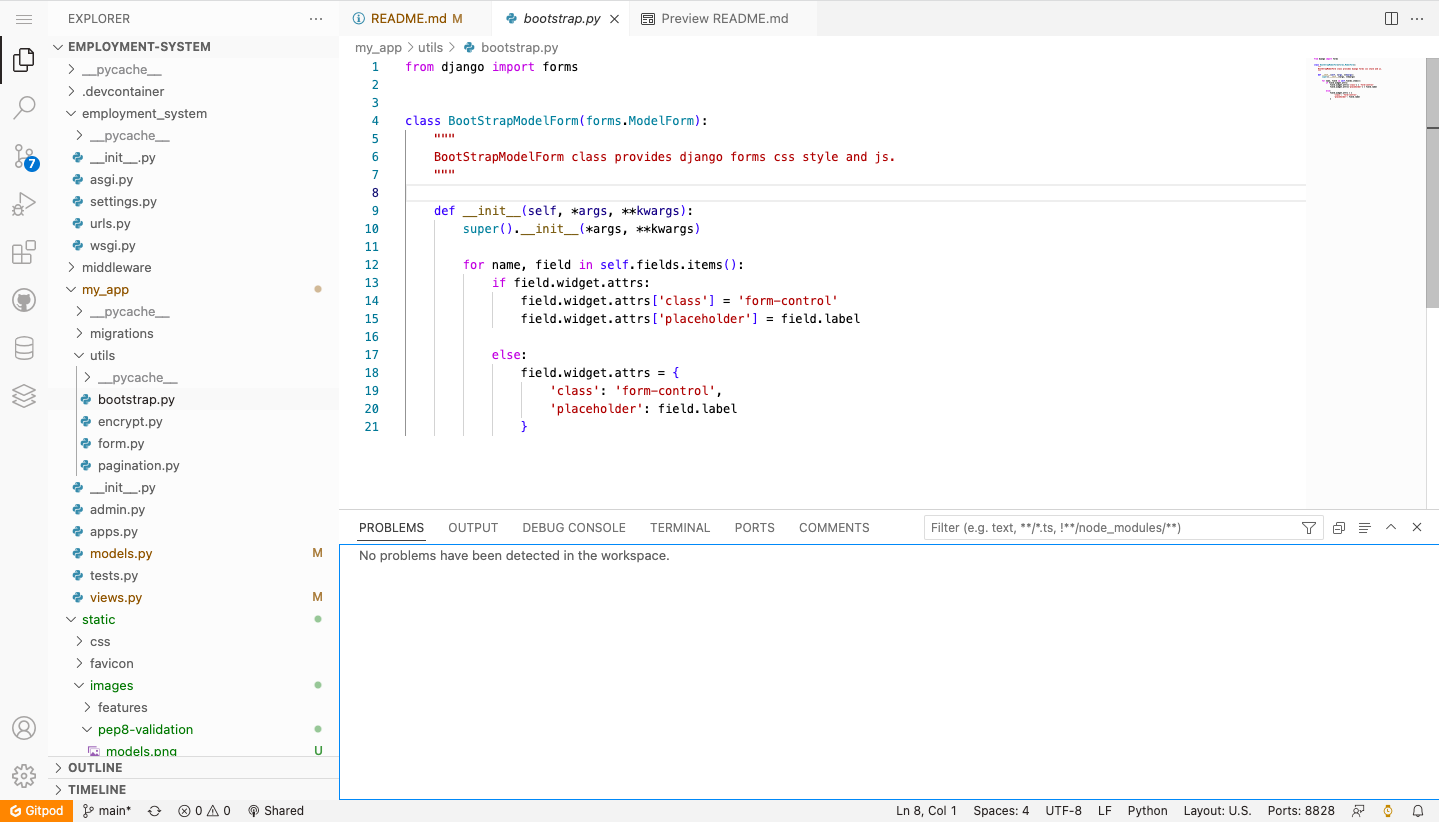 EXPLORER
EMPLOYMENT-SYSTEM
__pycache__
.devcontainer
employment_system
__pycache__
__init__.py
asgi.py
settings.py
urls.py
wsgi.py
middleware
my_app
__pycache__
migrations
utils
__pycache__
bootstrap.py
encrypt.py
form.py
pagination.py
__init__.py
admin.py
apps.py
models.py M
tests.py
views.py M
static
css
favicon
images
features
pep8-validation
models.png U
OUTLINE
TIMELINE
7
README.md M bootstrap.py Preview README.md
my_app > utils > bootstrap.py
1 from django import forms
2
3
4 class BootStrapModelForm(forms.ModelForm):
5     """
6     BootStrapModelForm class provides django forms css style and js.
7     """
8
9     def __init__(self, *args, **kwargs):
10         super().__init__(*args, **kwargs)
11
12         for name, field in self.fields.items():
13             if field.widget.attrs:
14                 field.widget.attrs['class'] = 'form-control'
15                 field.widget.attrs['placeholder'] = field.label
16
17             else:
18                 field.widget.attrs = {
19                     'class': 'form-control',
20                     'placeholder': field.label
21                 }
PROBLEMS OUTPUT DEBUG CONSOLE TERMINAL PORTS COMMENTS Filter (e.g. text, **/*.ts, !**/node_modules/**)
No problems have been detected in the workspace.
Gitpod main* 0 0 Shared Ln 8, Col 1 Spaces: 4 UTF-8 LF Python Layout: U.S. Ports: 8828